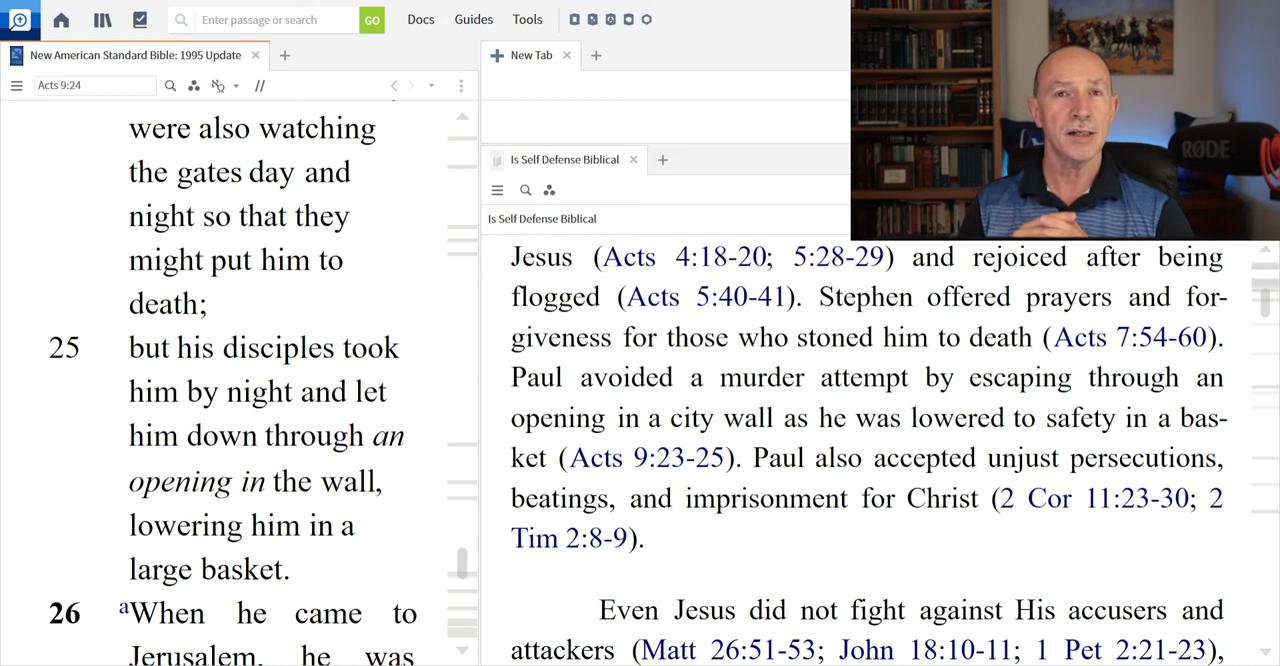 Enter passage or search
GO
Docs
Guides
Tools
New American Standard Bible: 1995 Update
New Tab
Acts 9:24
Is Self Defense Biblical
Is Self Defense Biblical
were also watching
the gates day and
night so that they
might put him to
death;
25 but his disciples took
him by night and let
him down through an
opening in the wall,
lowering him in a
large basket.
26 aWhen he came to
Jerusalem, he was
Jesus (Acts 4:18-20; 5:28-29) and rejoiced after being
flogged (Acts 5:40-41). Stephen offered prayers and for-
giveness for those who stoned him to death (Acts 7:54-60).
Paul avoided a murder attempt by escaping through an
opening in a city wall as he was lowered to safety in a bas-
ket (Acts 9:23-25). Paul also accepted unjust persecutions,
beatings, and imprisonment for Christ (2 Cor 11:23-30; 2
Tim 2:8-9).
Even Jesus did not fight against His accusers and
attackers (Matt 26:51-53; John 18:10-11; 1 Pet 2:21-23),
RØDE